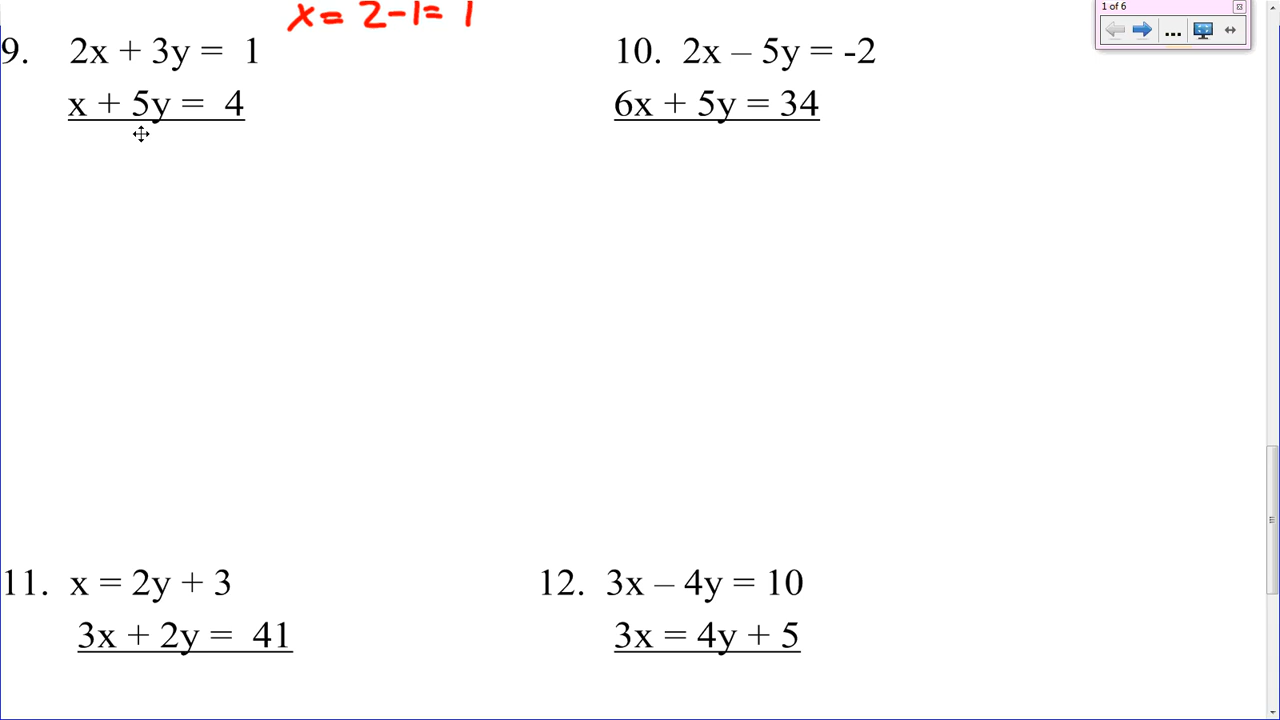 x = 2-1 = 1
1 of 6
9. 2x + 3y = 1
x + 5y = 4
10. 2x – 5y = -2
6x + 5y = 34
...
11. x = 2y + 3
3x + 2y = 41
12. 3x – 4y = 10
3x = 4y + 5